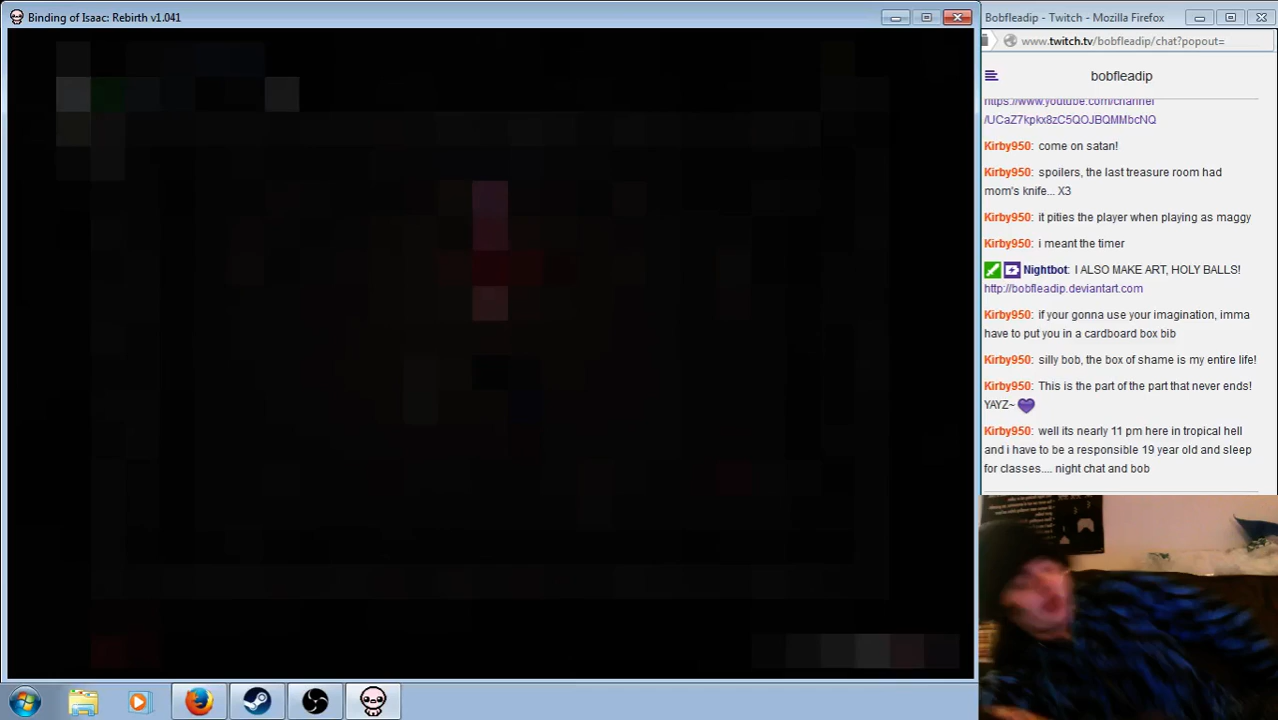 Binding of Isaac: Rebirth v1.041
Bobfleadip - Twitch - Mozilla Firefox
www.twitch.tv/bobfleadip/chat?popout=
bobfleadip
https://www.youtube.com/channel
/UCaZ7kpkx8zC5QOJBQMMbcNQ
Kirby950: come on satan!
Kirby950: spoilers, the last treasure room had
mom's knife... X3
Kirby950: it pities the player when playing as maggy
Kirby950: i meant the timer
Nightbot: I ALSO MAKE ART, HOLY BALLS!
http://bobfleadip.deviantart.com
Kirby950: if your gonna use your imagination, imma
have to put you in a cardboard box bib
Kirby950: silly bob, the box of shame is my entire life!
Kirby950: This is the part of the part that never ends!
YAYZ~
Kirby950: well its nearly 11 pm here in tropical hell
and i have to be a responsible 19 year old and sleep
for classes.... night chat and bob